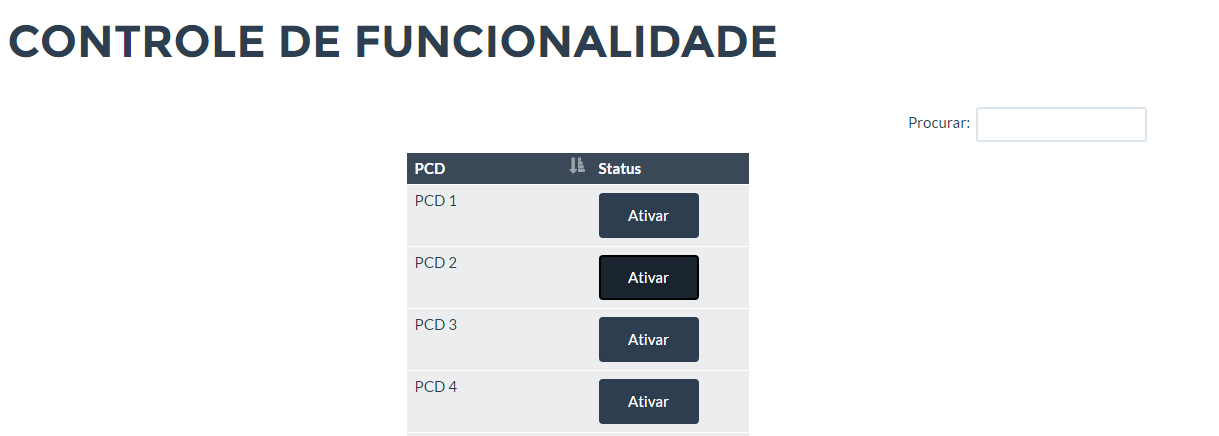 CONTROLE DE FUNCIONALIDADE
Procurar:
PCD Status
PCD 1 Ativar
PCD 2 Ativar
PCD 3 Ativar
PCD 4 Ativar